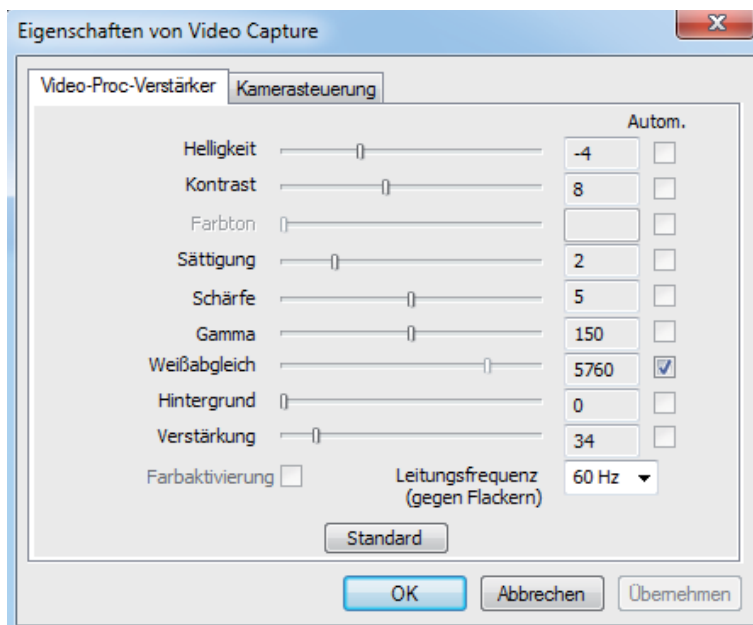 Eigenschaften von Video Capture
Video-Proc-Verstärker Kamerasteuerung
Autom.
Helligkeit -4
Kontrast 8
Farbton
Sättigung 2
Schärfe 5
Gamma 150
Weißabgleich 5760
Hintergrund 0
Verstärkung 34
Farbaktivierung Leitungsfrequenz 60 Hz
(gegen Flackern)
Standard
OK Abbrechen Übernehmen